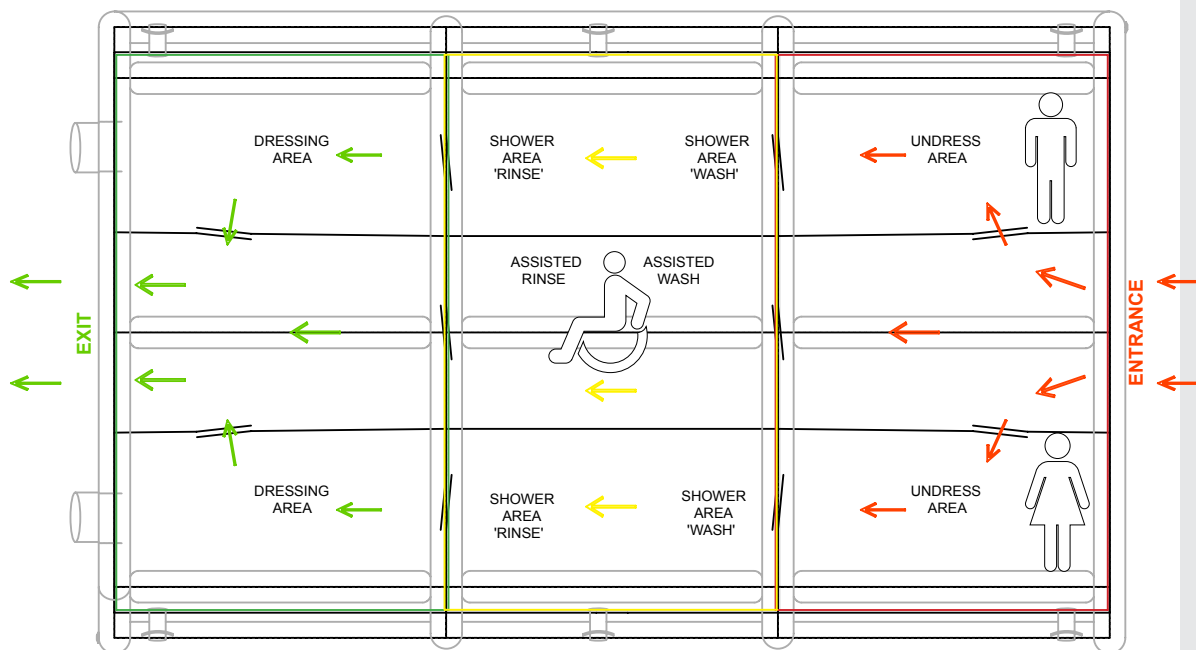 DRESSING
AREA
SHOWER
AREA
'RINSE'
SHOWER
AREA
'WASH'
UNDRESS
AREA
ASSISTED
RINSE
ASSISTED
WASH
EXIT
ENTRANCE
DRESSING
AREA
SHOWER
AREA
'RINSE'
SHOWER
AREA
'WASH'
UNDRESS
AREA